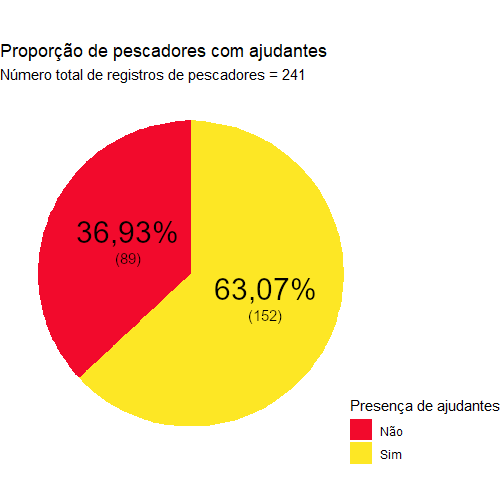 Proporção de pescadores com ajudantes
Número total de registros de pescadores = 241
36,93%
(89)
63,07%
(152)
Presença de ajudantes
Não
Sim